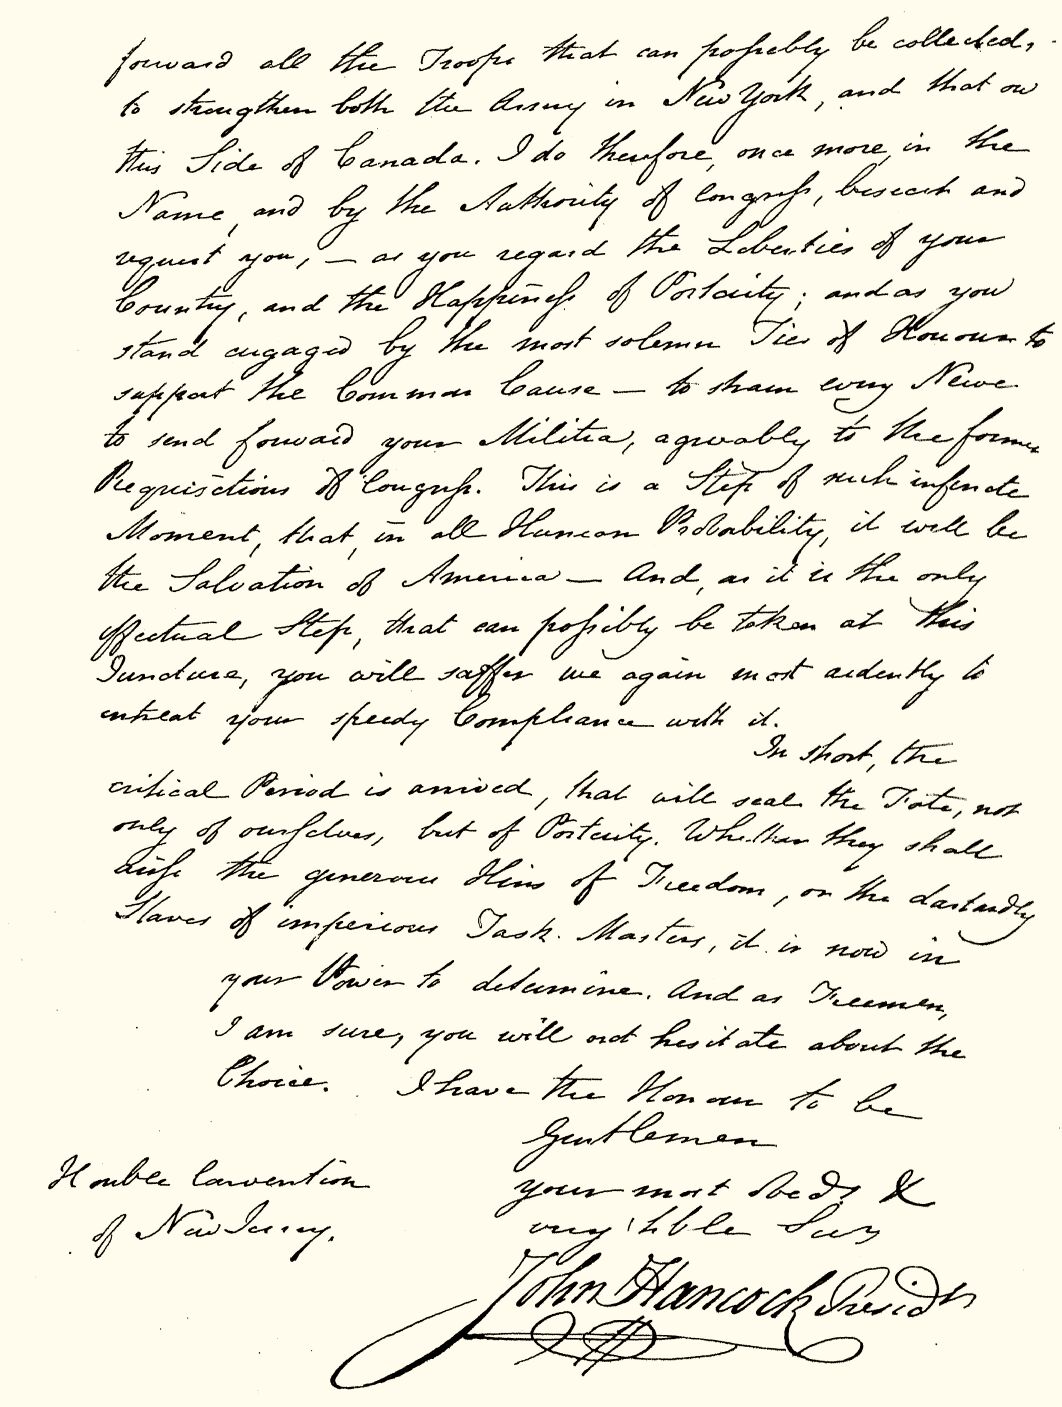 forward all the Troops that can possibly be collected,
to strengthen both the Army in New York, and that on
this Side of Canada. I do therefore, once more, in the
Name, and by the Authority of Congress, beseech and
request you, — as you regard the Liberties of your
Country, and the Happiness of Posterity; and as you
stand engaged by the most solemn Ties of Honour to
support the Common Cause — to strain every Nerve
to send forward your Militia, agreeably to the former
Requisitions of Congress. This is a Step of such infinite
Moment, that, in all Human Probability, it will be
the Salvation of America — And, as it is the only
effectual Step, that can possibly be taken at this
Juncture, you will suffer me again most ardently to
intreat your speedy Compliance with it.
In short, the
critical Period is arrived, that will seal the Fate, not
only of ourselves, but of Posterity. Whether they shall
arise the generous Heirs of Freedom, or the dastardly
Slaves of imperious Task-Masters, it is now in
your Power to determine. And as Freemen,
I am sure, you will not hesitate about the
Choice. I have the Honour to be
Gentlemen
your most obedt. &
very hble Ser
Honble Convention
of New Jersey.
John Hancock Presidt